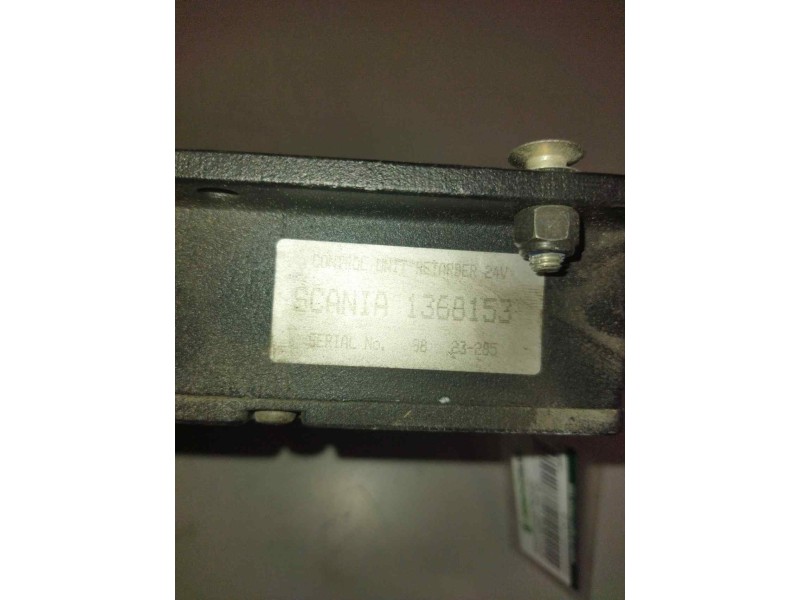 CONTROL UNIT RETARDER 24V
SCANIA 1368153
SERIAL No. 98 23-285